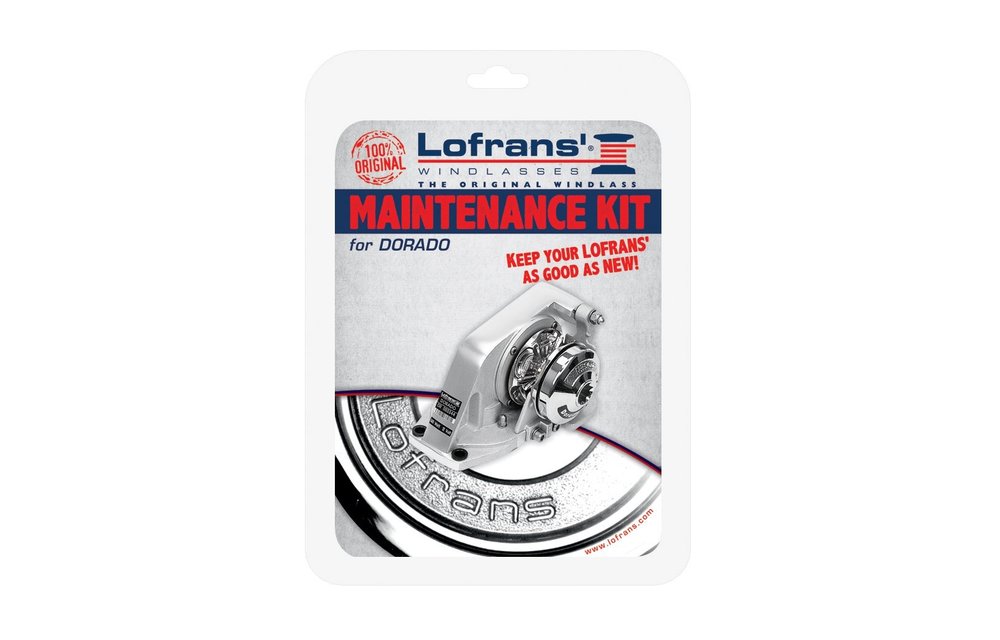 100%
ORIGINAL
Lofrans'®
WINDLASSES
THE ORIGINAL WINDLASS
MAINTENANCE KIT
for DORADO
KEEP YOUR LOFRANS'
AS GOOD AS NEW!
Lofrans
www.lofrans.com